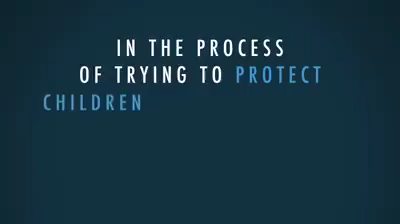 IN THE PROCESS
OF TRYING TO PROTECT
CHILDREN